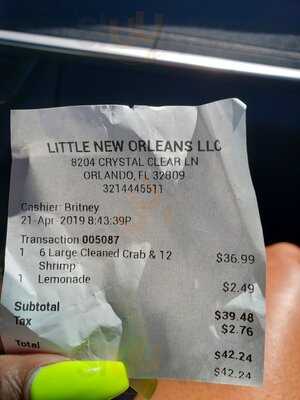 LITTLE NEW ORLEANS LLC
8204 CRYSTAL CLEAR LN
ORLANDO, FL 32809
3214445511
Cashier: Britney
21-Apr-2019 8:43:39P
Transaction 005087
1 6 Large Cleaned Crab & 12 Shrimp $36.99
1 Lemonade $2.49
Subtotal $39.48
Tax $2.76
Total $42.24
$42.24